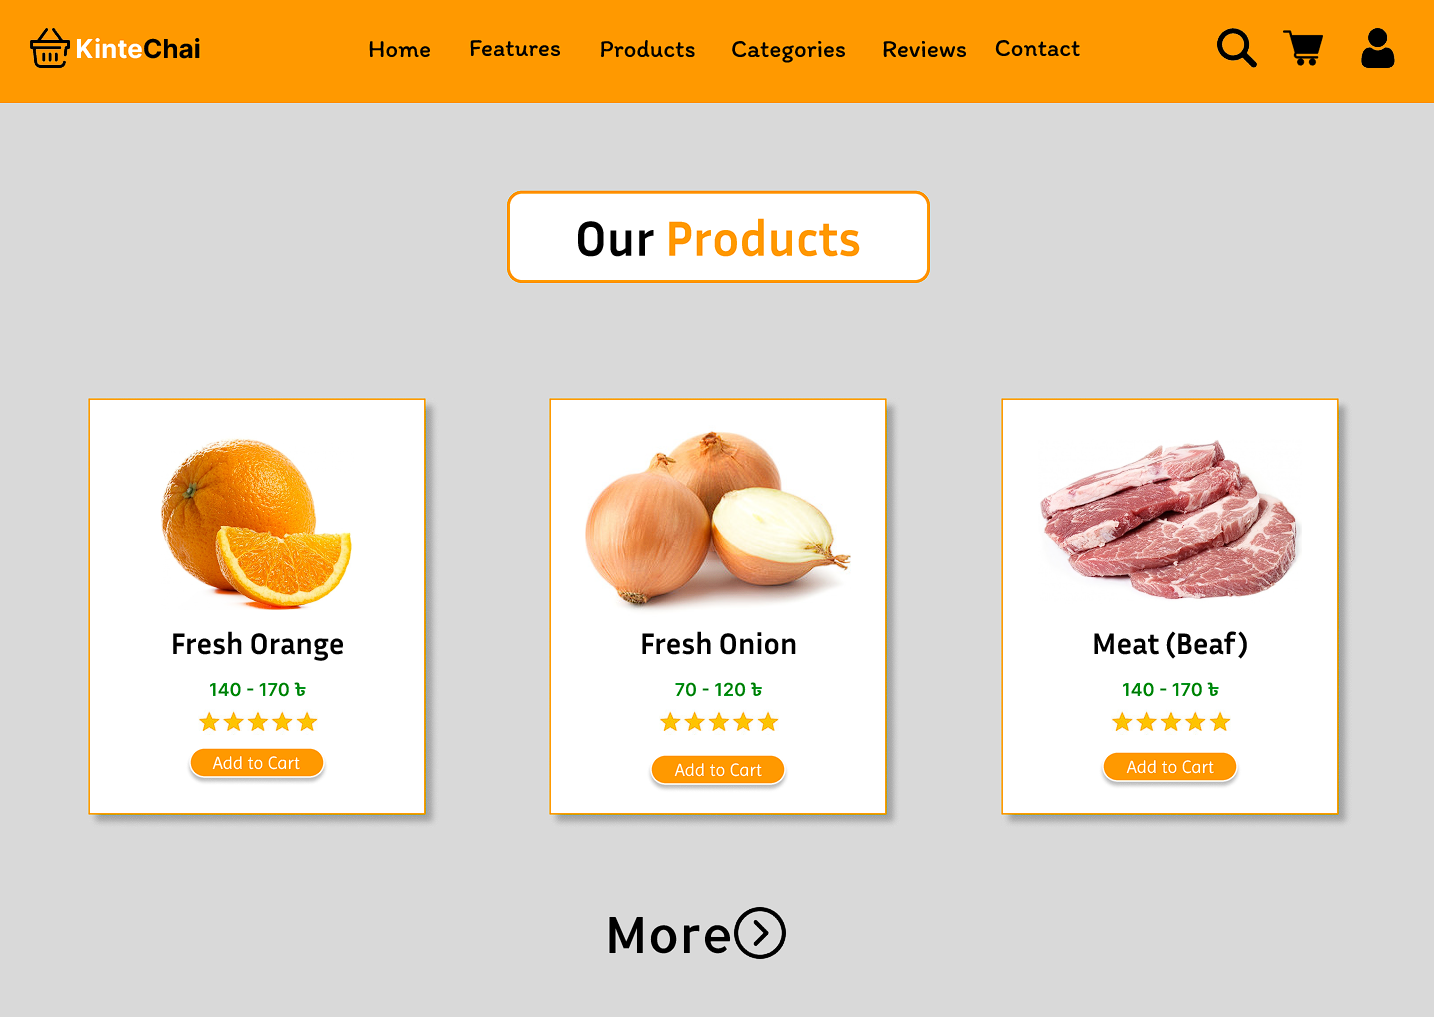 KinteChai
Home Features Products Categories Reviews Contact
Our Products
Fresh Orange
140 - 170 ৳
Add to Cart
Fresh Onion
70 - 120 ৳
Add to Cart
Meat (Beaf)
140 - 170 ৳
Add to Cart
More